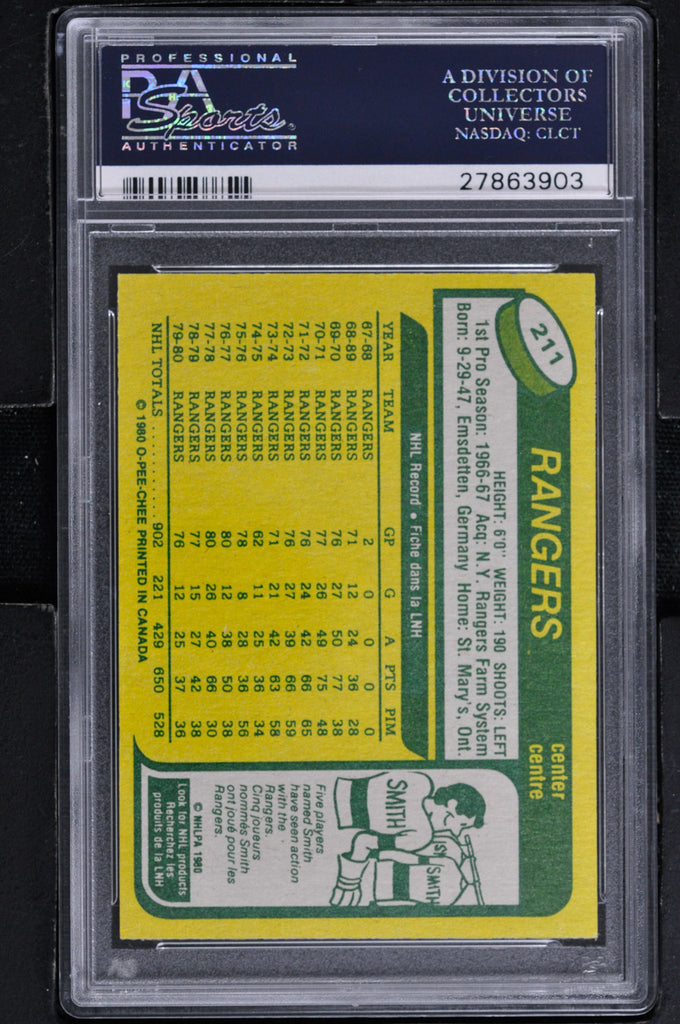 PROFESSIONAL
PSA
Sports
AUTHENTICATOR
A DIVISION OF
COLLECTORS
UNIVERSE
NASDAQ: CLCT
27863903
211
RANGERS
center
centre
HEIGHT: 6'0" WEIGHT: 190 SHOOTS: LEFT
1st Pro Season: 1966-67 Acq: N.Y. Rangers Farm System
Born: 9-29-47, Emsdetten, Germany Home: St. Mary's, Ont.
NHL Record • Fiche dans la LNH
YEAR TEAM GP G A PTS PIM
67-68 RANGERS 2 0 0 0 0
68-89 RANGERS 71 12 24 36 28
69-70 RANGERS 76 27 50 77 38
70-71 RANGERS 77 26 49 75 48
71-72 RANGERS 76 24 42 66 65
72-73 RANGERS 76 27 39 66 59
73-74 RANGERS 71 21 42 63 58
74-75 RANGERS 62 11 25 36 34
75-76 RANGERS 78 8 28 36 56
76-77 RANGERS 80 12 38 50 38
77-78 RANGERS 80 26 40 66 30
78-79 RANGERS 77 15 27 42 38
79-80 RANGERS 76 12 25 37 36
NHL TOTALS .......... 902 221 429 650 528
© 1980 O-PEE-CHEE PRINTED IN CANADA
SMITH
SMITH
Five players
named Smith
have seen action
with the
Rangers.
Cinq joueurs
nommés Smith
ont joué pour les
Rangers.
© NHLPA 1980
Look for NHL products
Recherchez les
produits de la LNH